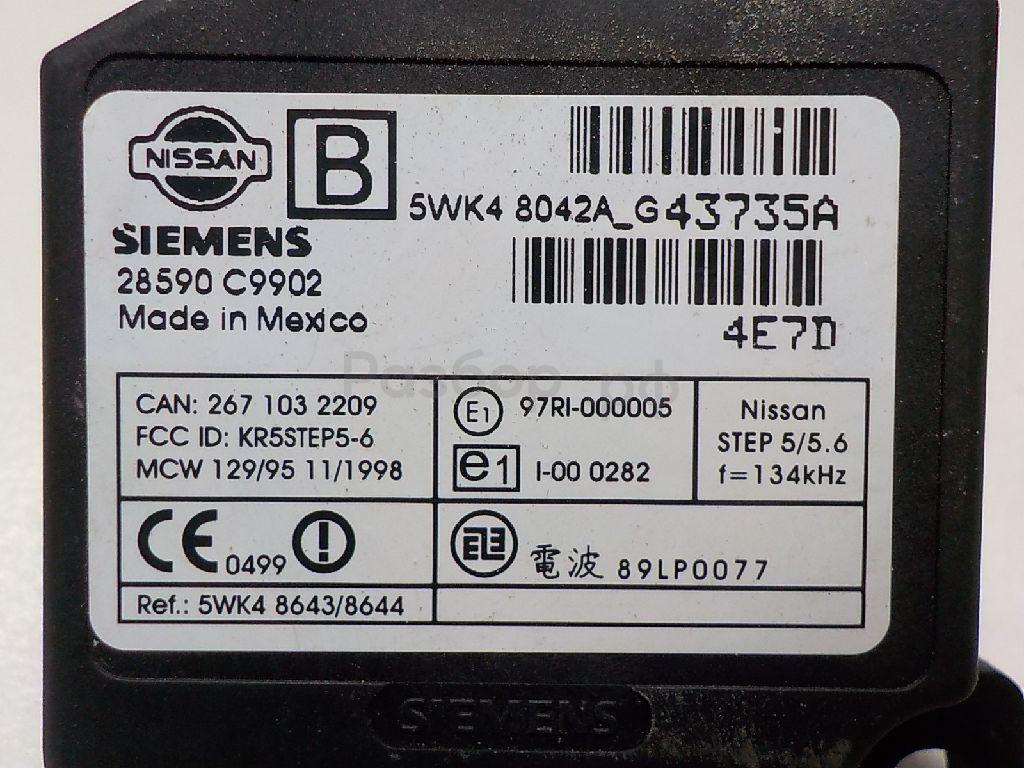 NISSAN
B
5WK4 8042A_G43735A
SIEMENS
28590 C9902
Made in Mexico
4E7D
Разбор рф
CAN: 267 103 2209
FCC ID: KR5STEP5-6
MCW 129/95 11/1998
E1 97RI-000005
e1 I-00 0282
Nissan
STEP 5/5.6
f=134kHz
CE 0499
電波 89LP0077
Ref.: 5WK4 8643/8644
SIEMENS